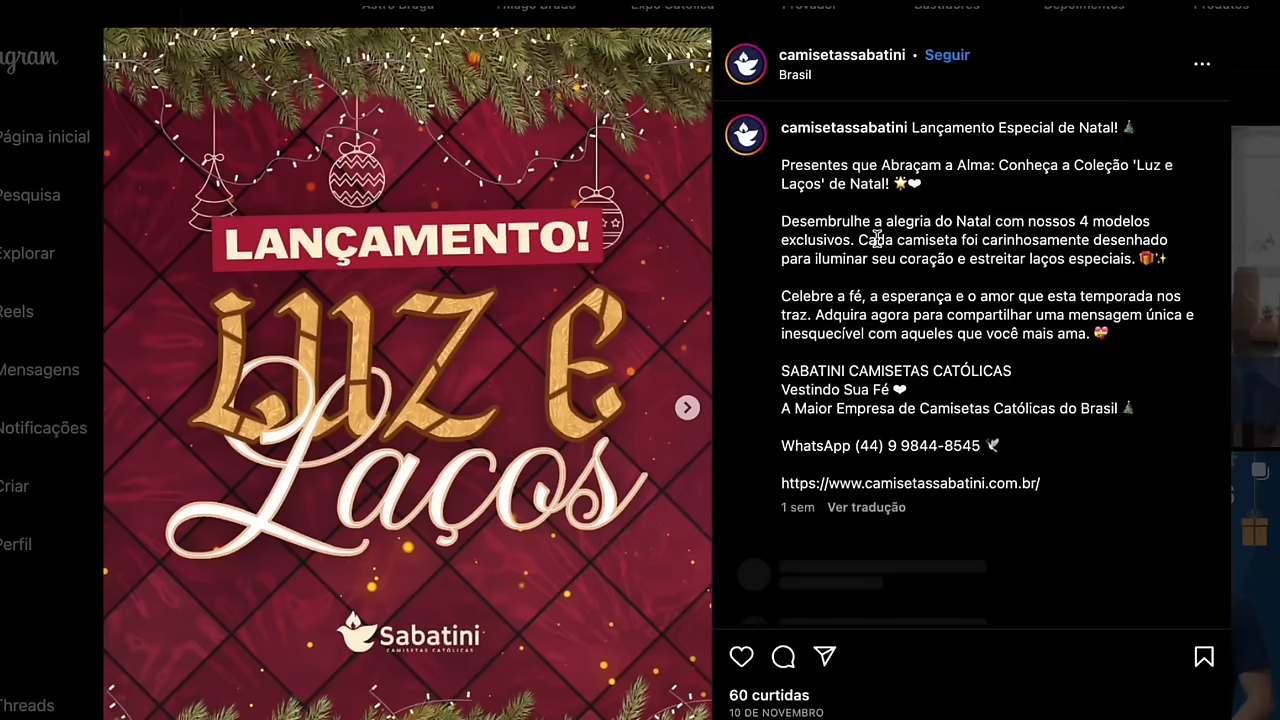 Astro Braga
Thiago Brado
Expo Católica
Provador
Bastidores
Depoimentos
Produtos
agram
Página inicial
Pesquisa
Explorar
Reels
Mensagens
Notificações
Criar
Perfil
Threads
LANÇAMENTO!
LUZ E
Laços
Sabatini
CAMISETAS CATÓLICAS
camisetassabatini • Seguir
Brasil
camisetassabatini Lançamento Especial de Natal! 🎄
Presentes que Abraçam a Alma: Conheça a Coleção 'Luz e
Laços' de Natal! 🌟❤
Desembrulhe a alegria do Natal com nossos 4 modelos
exclusivos. Cada camiseta foi carinhosamente desenhado
para iluminar seu coração e estreitar laços especiais. 🎁✨
Celebre a fé, a esperança e o amor que esta temporada nos
traz. Adquira agora para compartilhar uma mensagem única e
inesquecível com aqueles que você mais ama. 💝
SABATINI CAMISETAS CATÓLICAS
Vestindo Sua Fé ❤
A Maior Empresa de Camisetas Católicas do Brasil 🎄
WhatsApp (44) 9 9844-8545 🕊
https://www.camisetassabatini.com.br/
1 sem Ver tradução
60 curtidas
10 DE NOVEMBRO